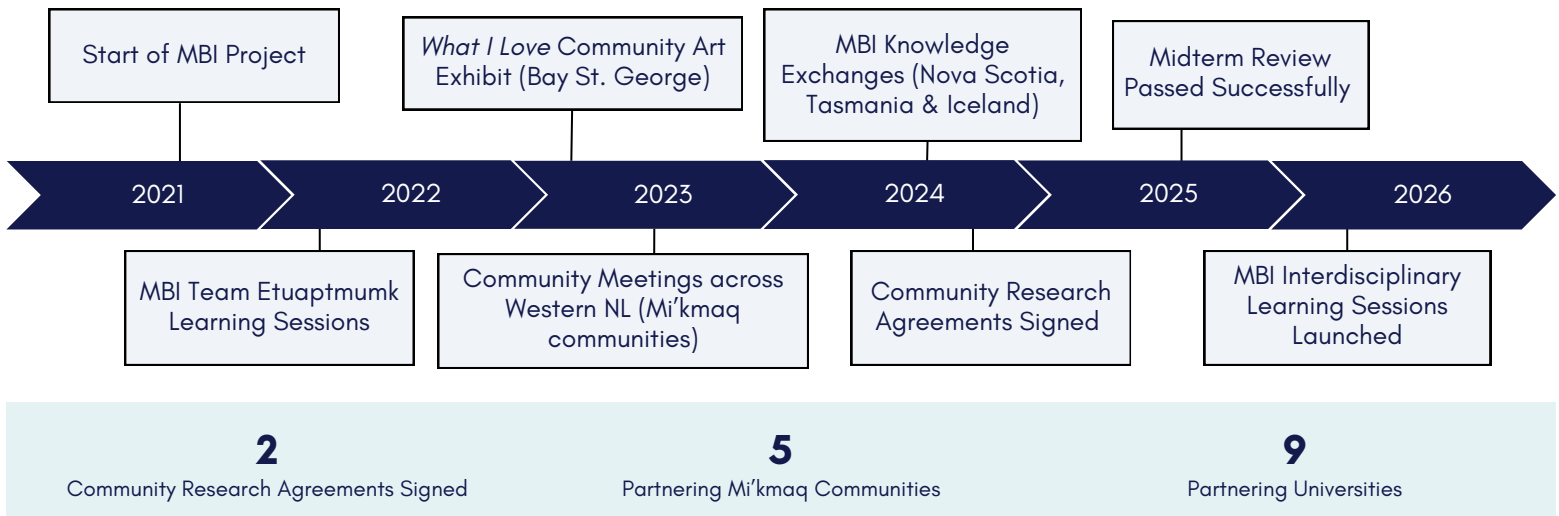 Start of MBI Project
What I Love Community Art
Exhibit (Bay St. George)
MBI Knowledge
Exchanges (Nova Scotia,
Tasmania & Iceland)
Midterm Review
Passed Successfully
2021
2022
2023
2024
2025
2026
MBI Team Etuaptmumk
Learning Sessions
Community Meetings across
Western NL (Mi’kmaq
communities)
Community Research
Agreements Signed
MBI Interdisciplinary
Learning Sessions
Launched
2
Community Research Agreements Signed
5
Partnering Mi’kmaq Communities
9
Partnering Universities